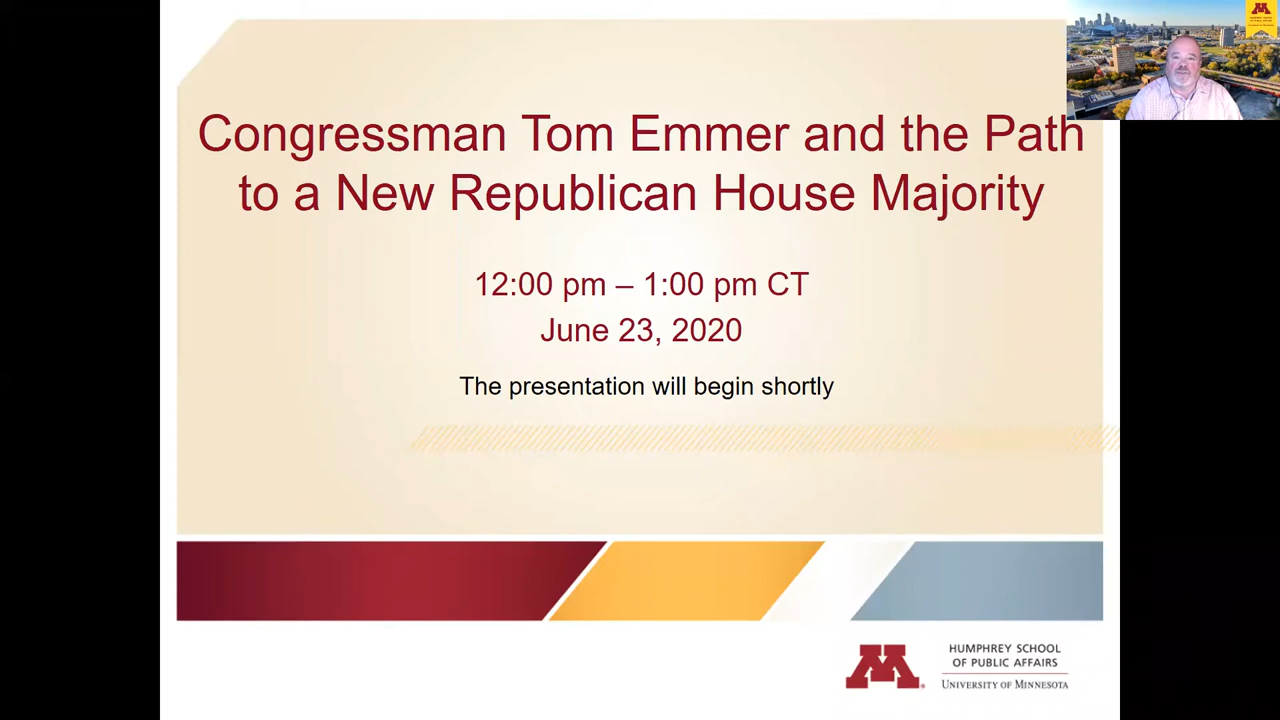 Congressman Tom Emmer and the Path
to a New Republican House Majority
12:00 pm – 1:00 pm CT
June 23, 2020
The presentation will begin shortly
HUMPHREY SCHOOL
OF PUBLIC AFFAIRS
UNIVERSITY OF MINNESOTA